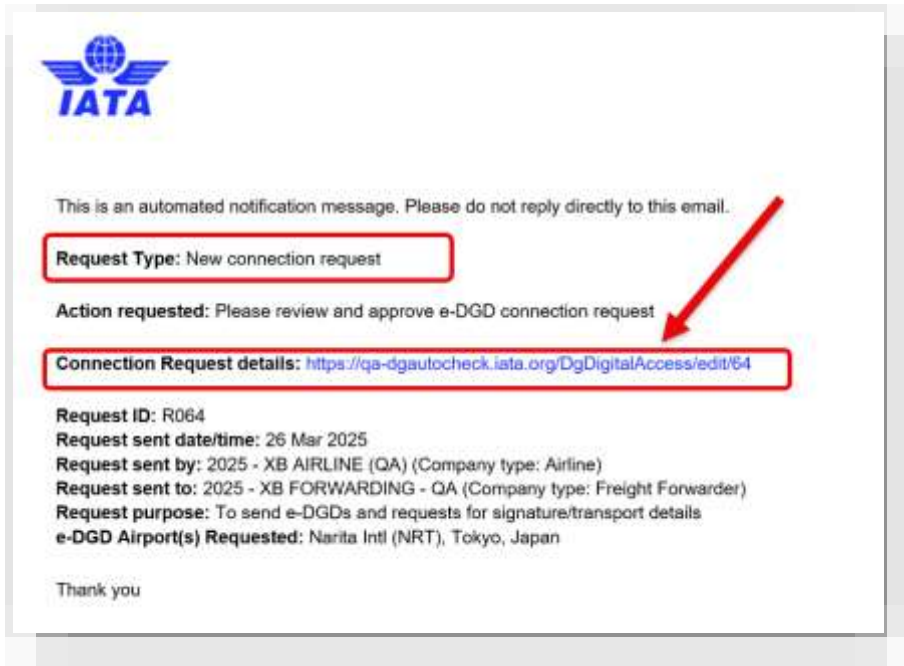 IATA
This is an automated notification message. Please do not reply directly to this email.
Request Type: New connection request
Action requested: Please review and approve e-DGD connection request
Connection Request details: https://qa-dgautocheck.iata.org/DgDigitalAccess/edit/64
Request ID: R064
Request sent date/time: 26 Mar 2025
Request sent by: 2025 - XB AIRLINE (QA) (Company type: Airline)
Request sent to: 2025 - XB FORWARDING - QA (Company type: Freight Forwarder)
Request purpose: To send e-DGDs and requests for signature/transport details
e-DGD Airport(s) Requested: Narita Intl (NRT), Tokyo, Japan
Thank you